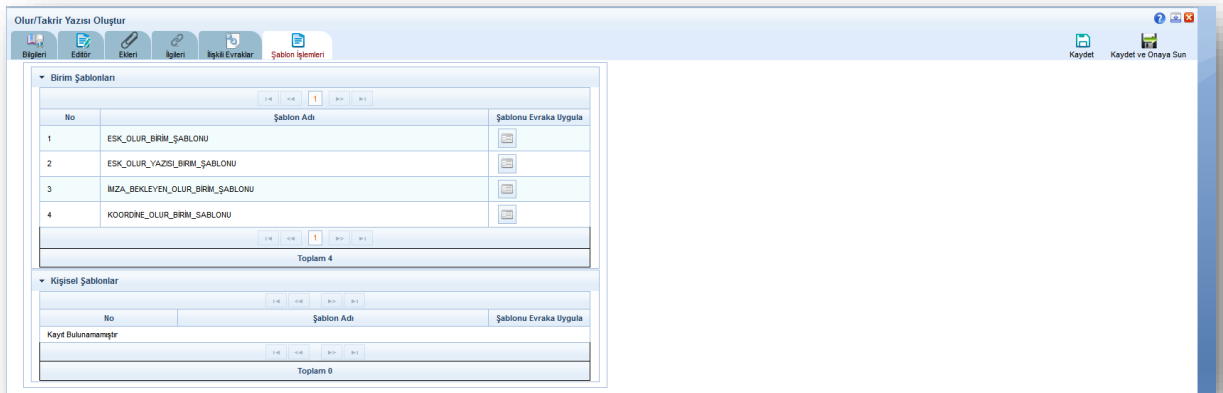 Olur/Takrir Yazısı Oluştur
Bilgileri Editör Ekleri İlgileri İlişkili Evraklar Şablon İşlemleri Kaydet Kaydet ve Onaya Sun
Birim Şablonları
1
No Şablon Adı Şablonu Evraka Uygula
1 ESK_OLUR_BİRİM_ŞABLONU
2 ESK_OLUR_YAZISI_BIRIM_ŞABLONU
3 İMZA_BEKLEYEN_OLUR_BİRİM_ŞABLONU
4 KOORDİNE_OLUR_BİRİM_SABLONU
1
Toplam 4
Kişisel Şablonlar
No Şablon Adı Şablonu Evraka Uygula
Kayıt Bulunamamıştır
Toplam 0